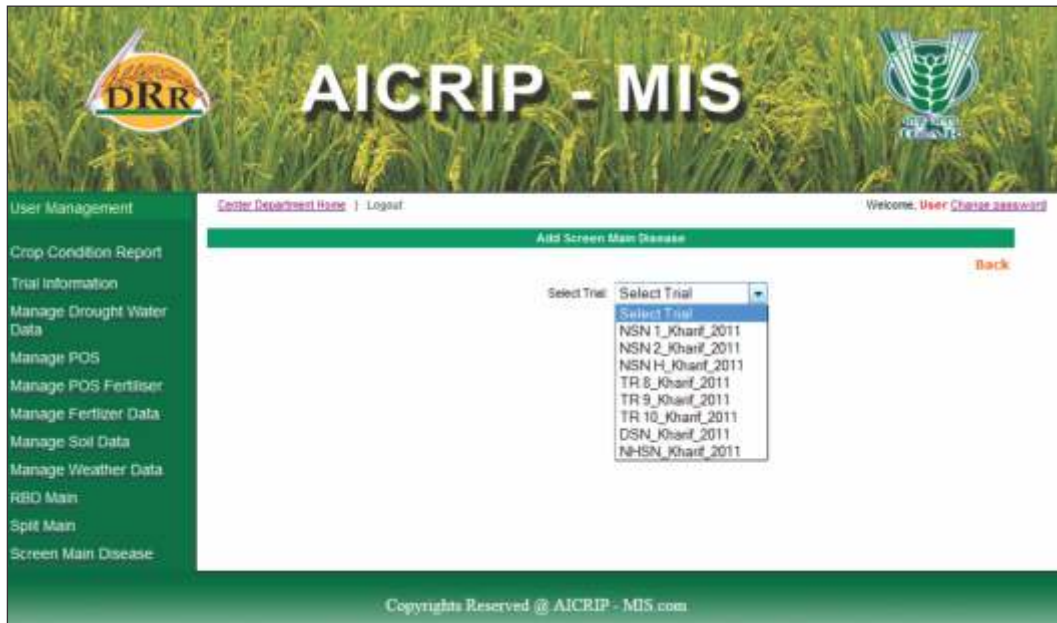 DRR
AICRIP - MIS
User Management
Center Department Home | Logout
Welcome, User Change password
Add Screen Main Disease
Back
Crop Condition Report
Trial Information
Manage Drought Water
Data
Manage POS
Manage POS Fertiliser
Manage Fertlizer Data
Manage Soil Data
Manage Weather Data
RBD Main
Split Main
Screen Main Disease
Select Trial: Select Trial
Select Trial
NSN 1_Kharif_2011
NSN 2_Kharif_2011
NSN H_Kharif_2011
TR 8_Kharif_2011
TR 9_Kharif_2011
TR 10_Kharif_2011
DSN_Kharif_2011
NHSN_Kharif_2011
Copyrights Reserved @ AICRIP - MIS.com